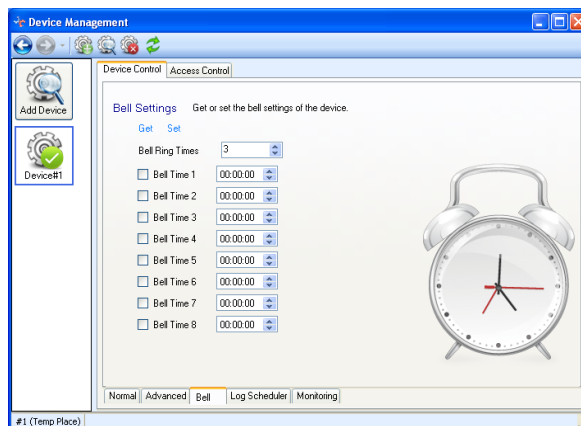 Device Management
Device Control Access Control
Add Device
Device#1
Bell Settings Get or set the bell settings of the device.
Get Set
Bell Ring Times 3
Bell Time 1 00:00:00
Bell Time 2 00:00:00
Bell Time 3 00:00:00
Bell Time 4 00:00:00
Bell Time 5 00:00:00
Bell Time 6 00:00:00
Bell Time 7 00:00:00
Bell Time 8 00:00:00
Normal Advanced Bell Log Scheduler Monitoring
#1 (Temp Place)